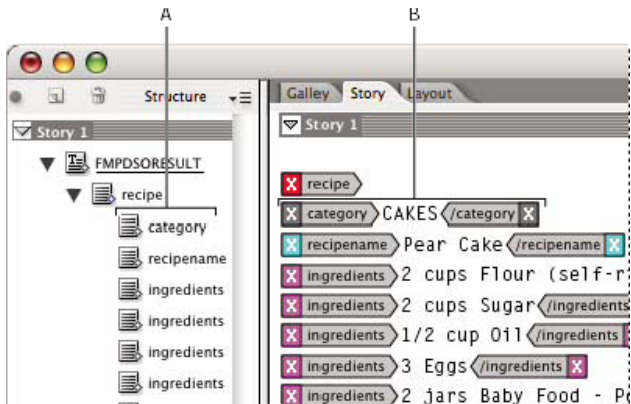 A
B
Structure
Story 1
FMPDSORESULT
recipe
category
recipename
ingredients
ingredients
ingredients
ingredients
Galley Story Layout
Story 1
recipe
category CAKES /category
recipename Pear Cake /recipename
ingredients 2 cups Flour (self-r
ingredients 2 cups Sugar /ingredients
ingredients 1/2 cup Oil /ingredients
ingredients 3 Eggs /ingredients
ingredients 2 jars Baby Food -